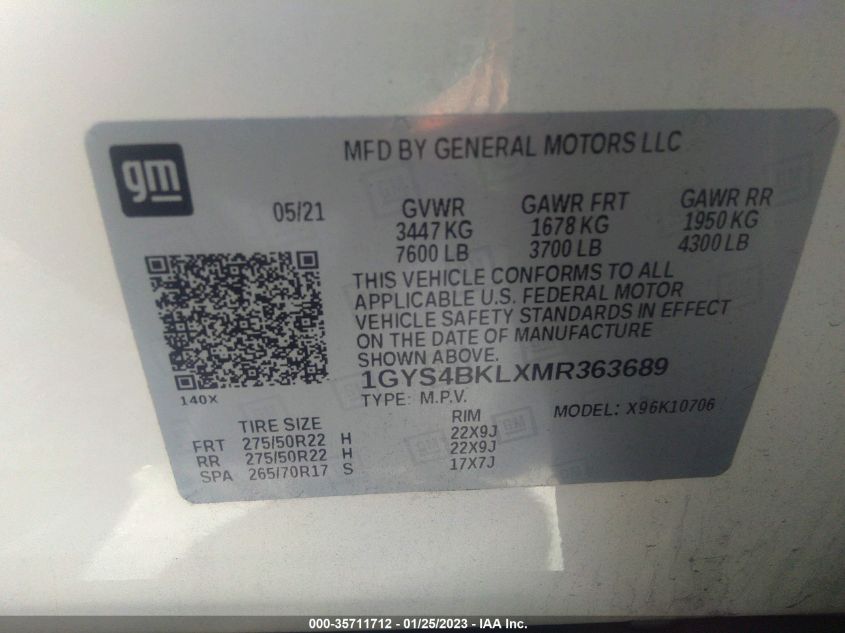 gm
MFD BY GENERAL MOTORS LLC
05/21
GVWR GAWR FRT GAWR RR
3447 KG 1678 KG 1950 KG
7600 LB 3700 LB 4300 LB
THIS VEHICLE CONFORMS TO ALL
APPLICABLE U.S. FEDERAL MOTOR
VEHICLE SAFETY STANDARDS IN EFFECT
ON THE DATE OF MANUFACTURE
SHOWN ABOVE.
1GYS4BKLXMR363689
140X
TYPE: M.P.V. MODEL: X96K10706
TIRE SIZE RIM
FRT 275/50R22 H 22X9J
RR 275/50R22 H 22X9J
SPA 265/70R17 S 17X7J
000-35711712 - 01/25/2023 - IAA Inc.